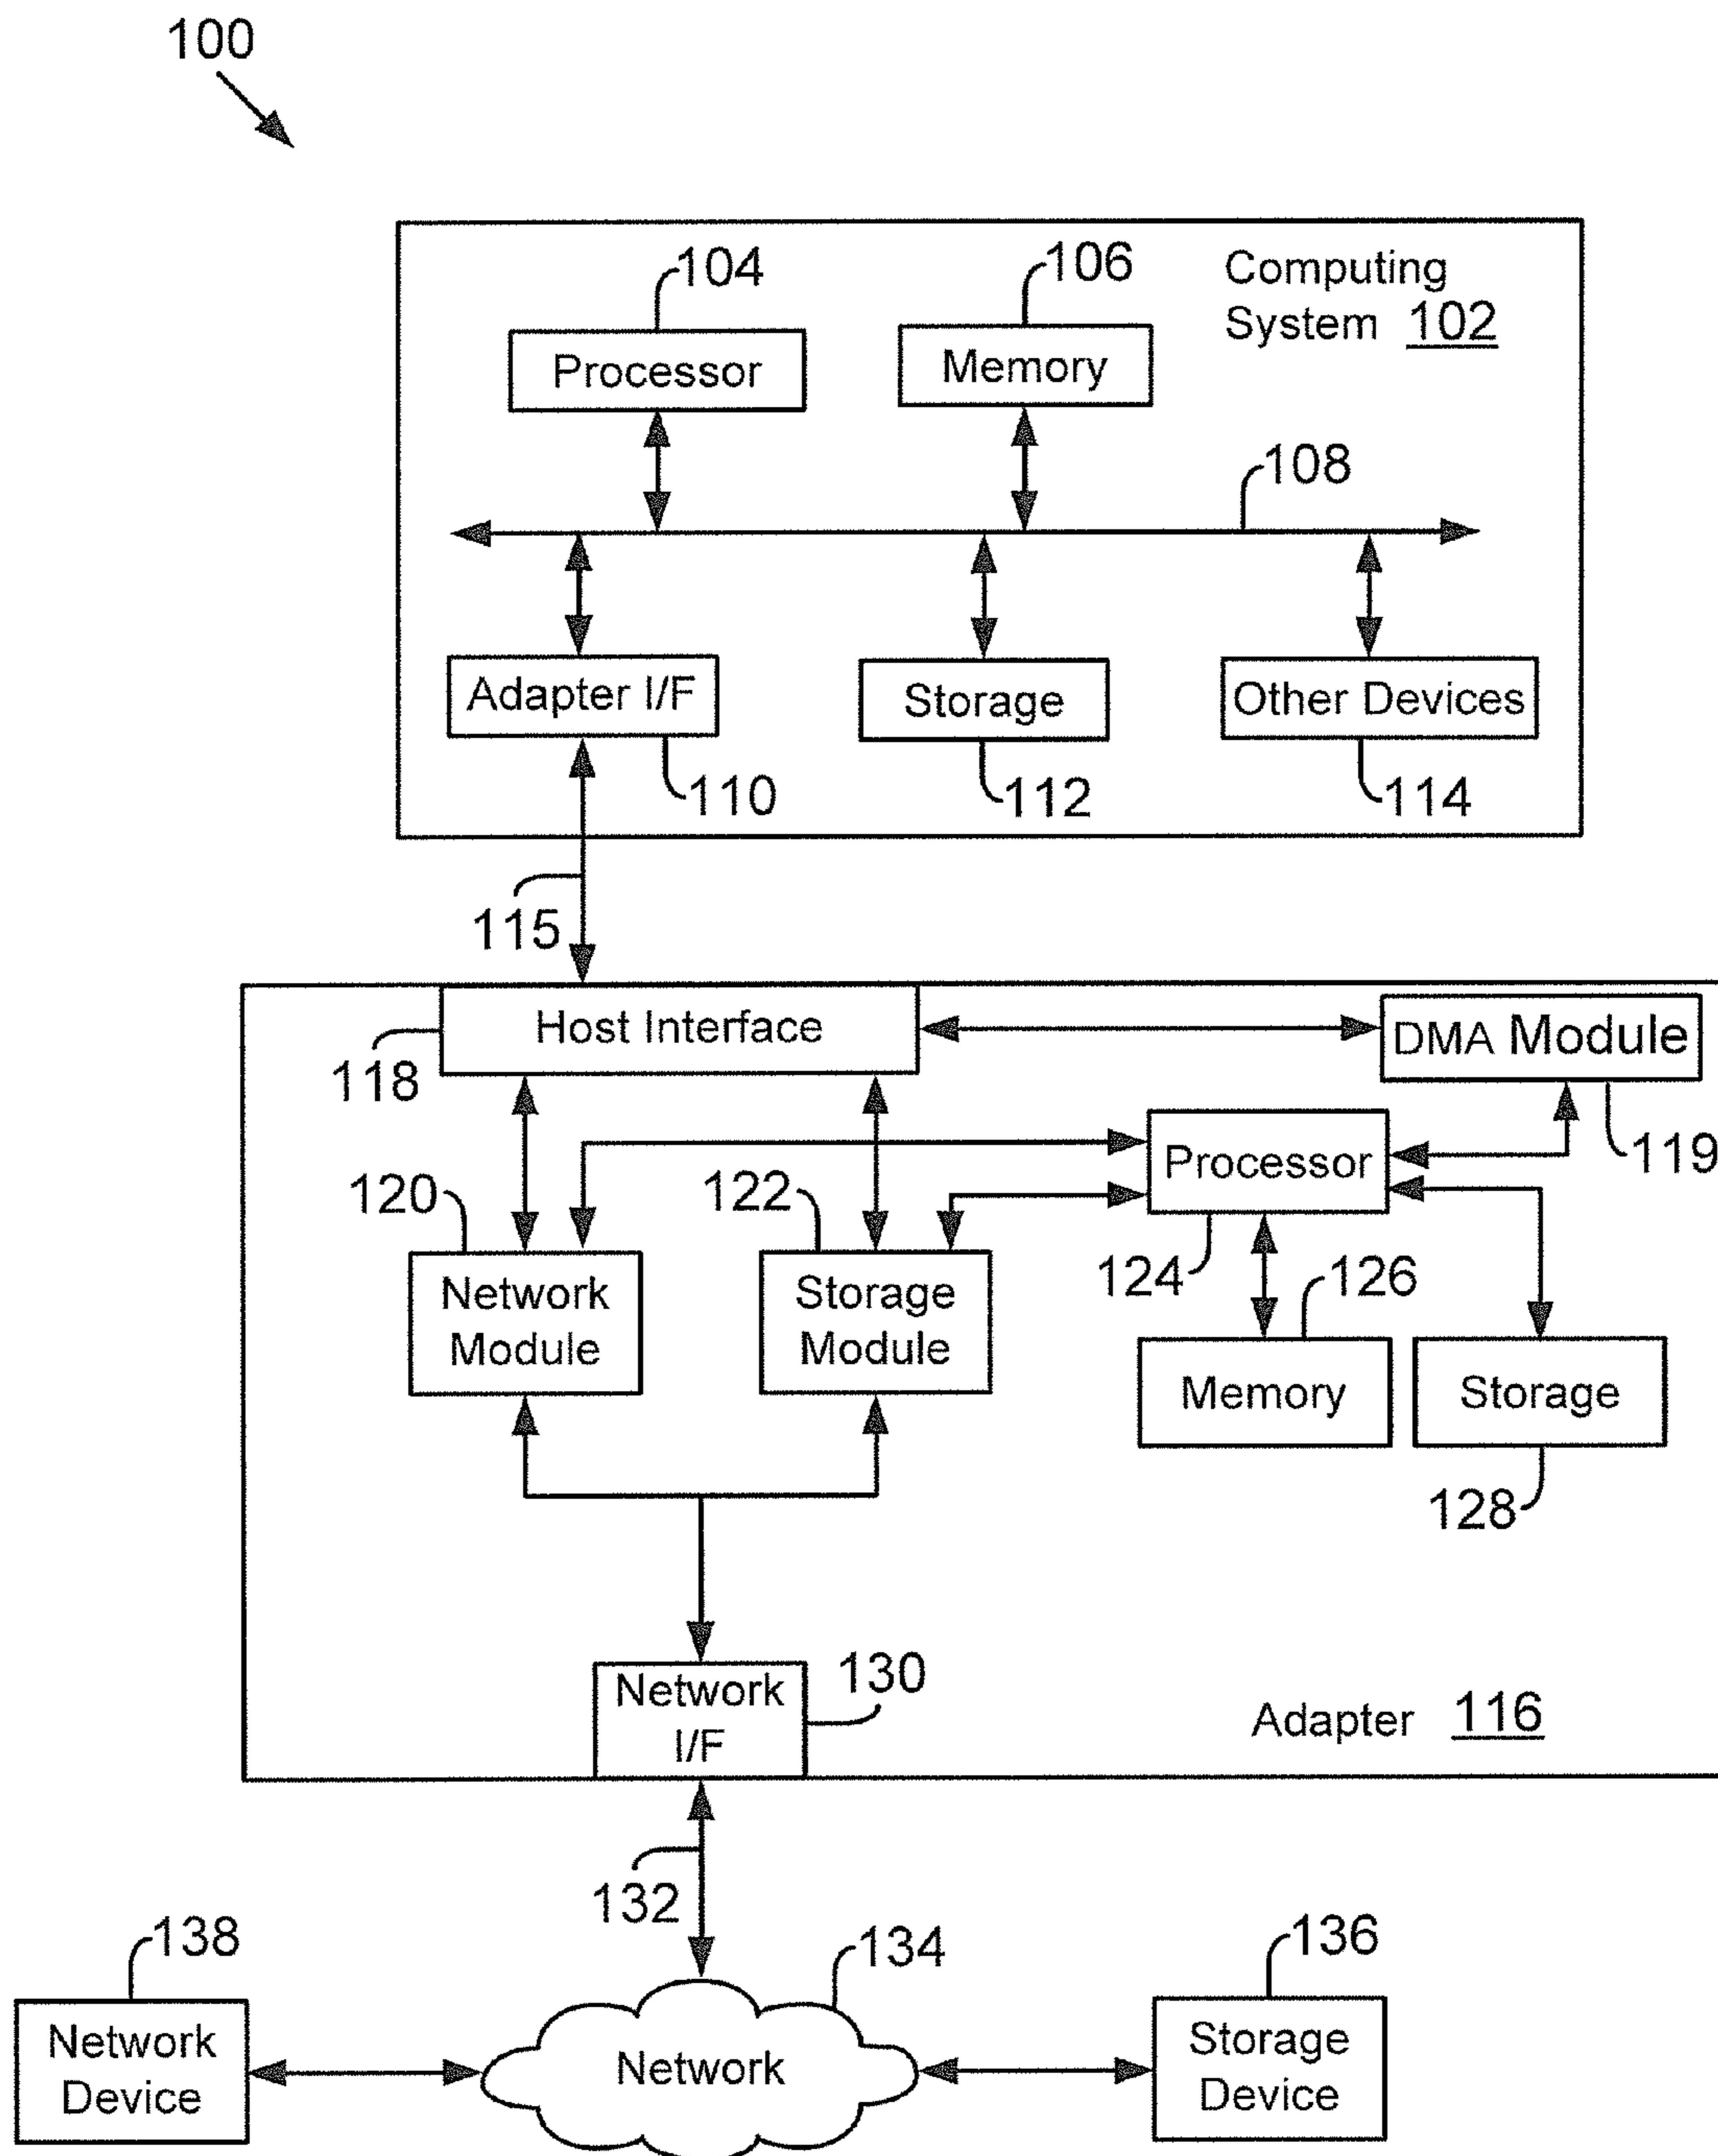 100
104
106
Computing
System 102
Processor
Memory
108
Adapter I/F
Storage
Other Devices
110
112
114
115
Host Interface
DMA Module
118
119
Processor
120
122
124
126
Network
Module
Storage
Module
Memory
Storage
128
Network
I/F
130
Adapter 116
132
138
134
136
Network
Device
Network
Storage
Device